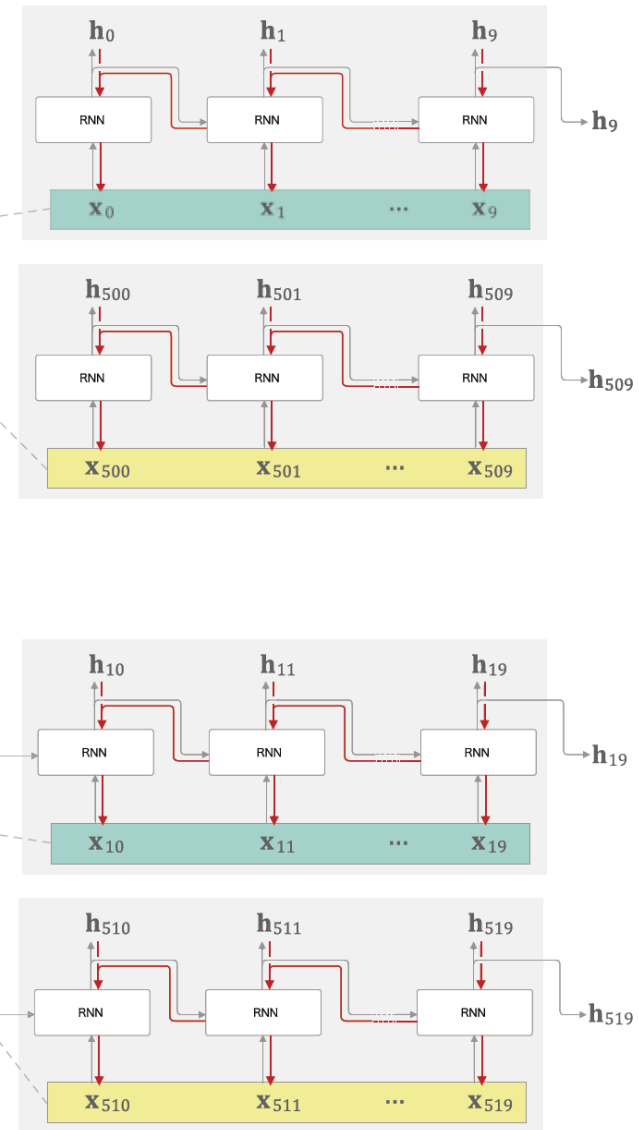 h0 h1 h9
RNN RNN RNN h9
x0 x1 ... x9
h500 h501 h509
RNN RNN RNN h509
x500 x501 ... x509
h10 h11 h19
RNN RNN RNN h19
x10 x11 ... x19
h510 h511 h519
RNN RNN RNN h519
x510 x511 ... x519